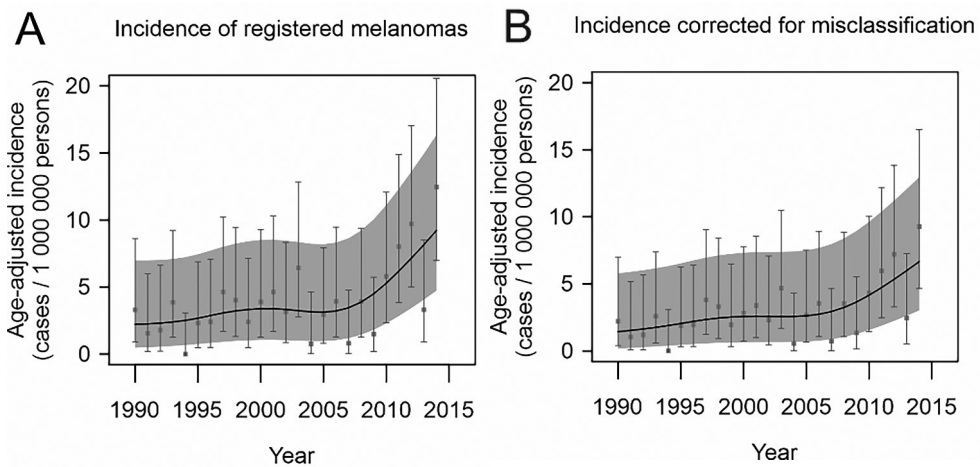 A
Incidence of registered melanomas
Age-adjusted incidence
(cases / 1 000 000 persons)
20
15
10
5
0
1990 1995 2000 2005 2010 2015
Year
B
Incidence corrected for misclassification
Age-adjusted incidence
(cases / 1 000 000 persons)
20
15
10
5
0
1990 1995 2000 2005 2010 2015
Year